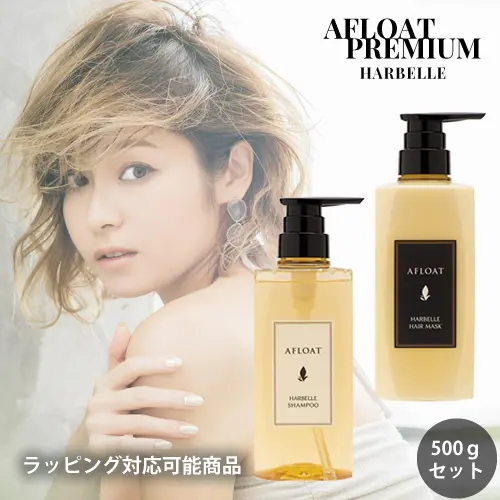 AFLOAT
PREMIUM
HARBELLE
AFLOAT
HARBELLE
HAIR MASK
AFLOAT
HARBELLE
SHAMPOO
ラッピング対応可能商品
500g
セット